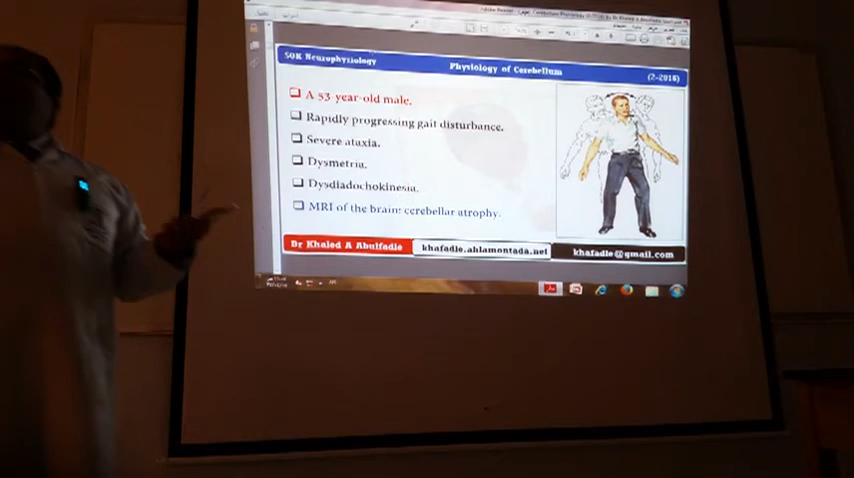 SOK Neurophysiology
Physiology of Cerebellum
(2-2016)
A 53-year-old male.
Rapidly progressing gait disturbance.
Severe ataxia.
Dysmetria.
Dysdiadochokinesia.
MRI of the brain: cerebellar atrophy.
Dr Khaled A Abulfadle
khafadle.ahlamontada.net
khafadle@gmail.com